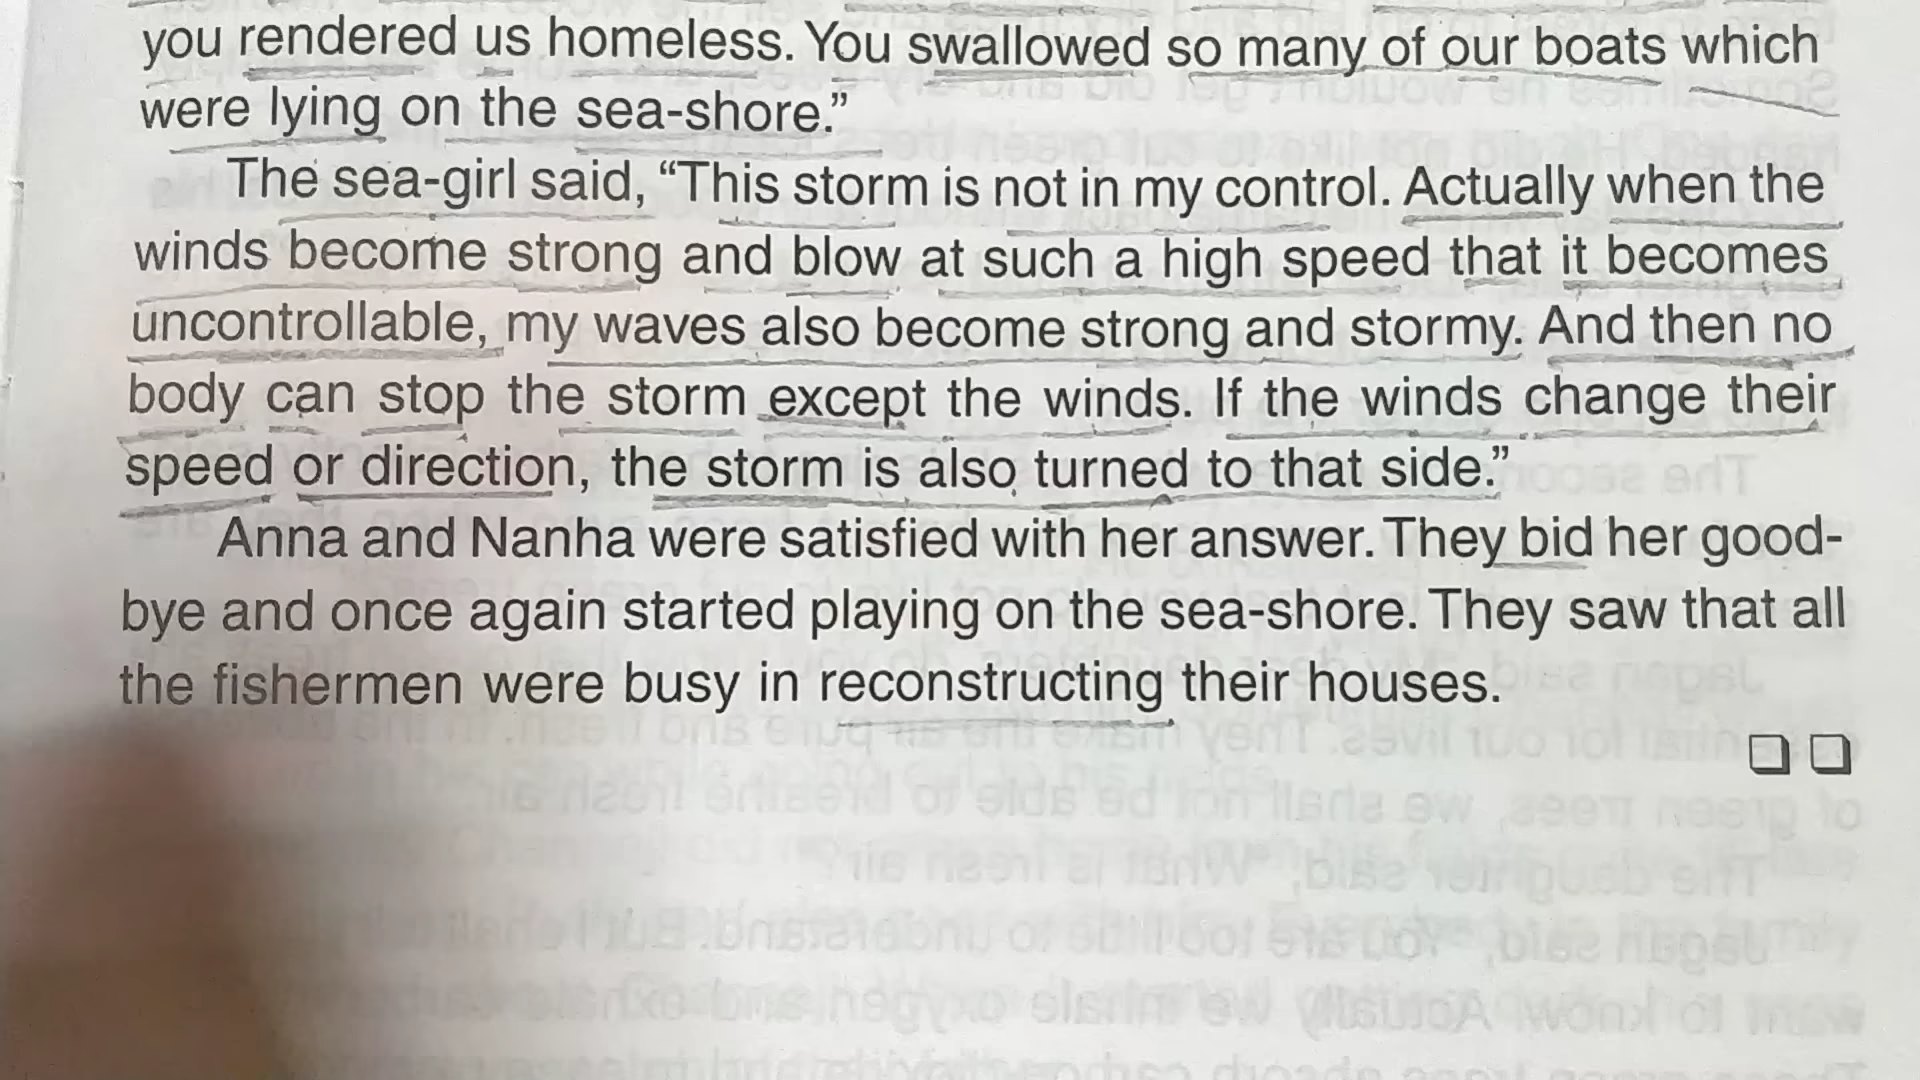 you rendered us homeless. You swallowed so many of our boats which
were lying on the sea-shore.”
The sea-girl said, “This storm is not in my control. Actually when the
winds become strong and blow at such a high speed that it becomes
uncontrollable, my waves also become strong and stormy. And then no
body can stop the storm except the winds. If the winds change their
speed or direction, the storm is also turned to that side.”
Anna and Nanha were satisfied with her answer. They bid her good-
bye and once again started playing on the sea-shore. They saw that all
the fishermen were busy in reconstructing their houses.